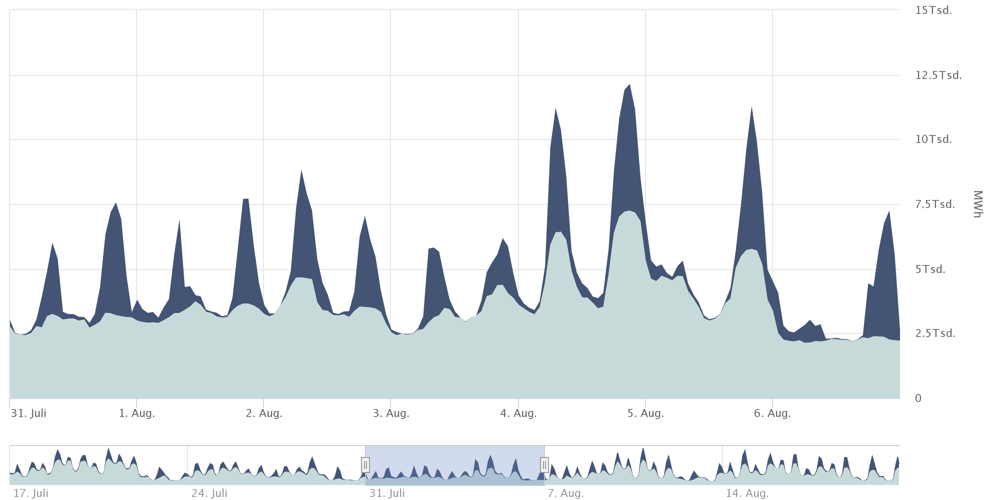 15Tsd.
12.5Tsd.
10Tsd.
7.5Tsd.
5Tsd.
2.5Tsd.
0
MWh
31. Juli 1. Aug. 2. Aug. 3. Aug. 4. Aug. 5. Aug. 6. Aug.
17. Juli 24. Juli 31. Juli 7. Aug. 14. Aug.